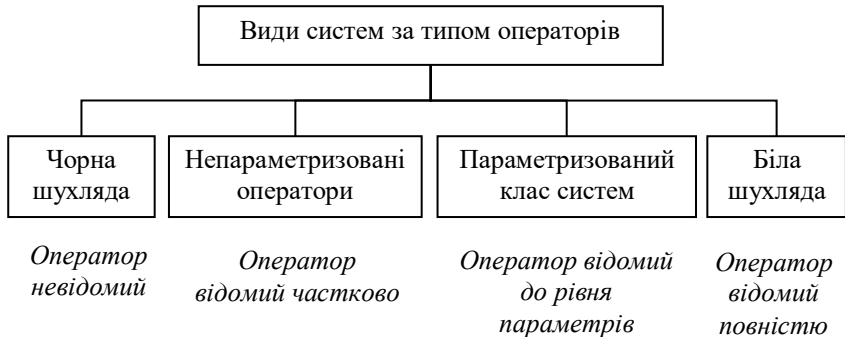 Види систем за типом операторів
Чорна
шухляда
Непараметризовані
оператори
Параметризований
клас систем
Біла
шухляда
Оператор
невідомий
Оператор
відомий частково
Оператор відомий
до рівня
параметрів
Оператор
відомий
повністю